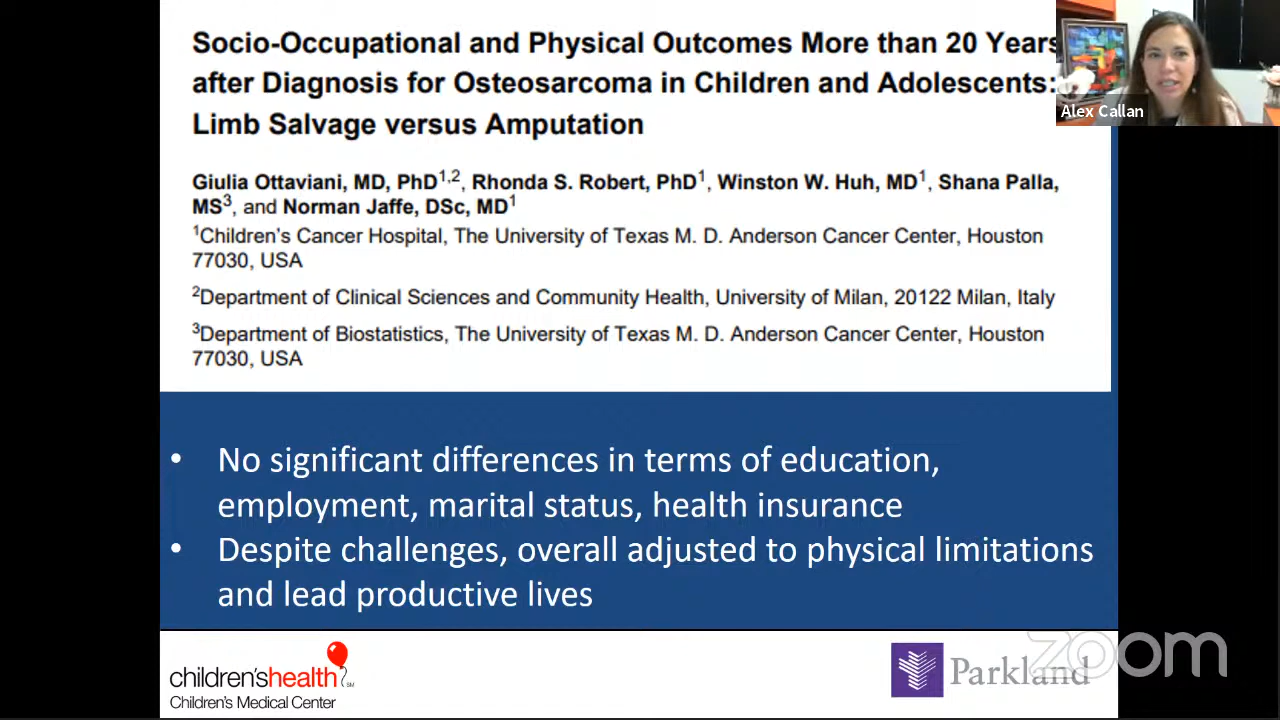 Socio-Occupational and Physical Outcomes More than 20 Years
after Diagnosis for Osteosarcoma in Children and Adolescents:
Limb Salvage versus Amputation
Alex Callan
Giulia Ottaviani, MD, PhD1,2, Rhonda S. Robert, PhD1, Winston W. Huh, MD1, Shana Palla,
MS3, and Norman Jaffe, DSc, MD1
1Children's Cancer Hospital, The University of Texas M. D. Anderson Cancer Center, Houston
77030, USA
2Department of Clinical Sciences and Community Health, University of Milan, 20122 Milan, Italy
3Department of Biostatistics, The University of Texas M. D. Anderson Cancer Center, Houston
77030, USA
• No significant differences in terms of education,
employment, marital status, health insurance
• Despite challenges, overall adjusted to physical limitations
and lead productive lives
children'shealth SM
Children's Medical Center
Parkland
zoom